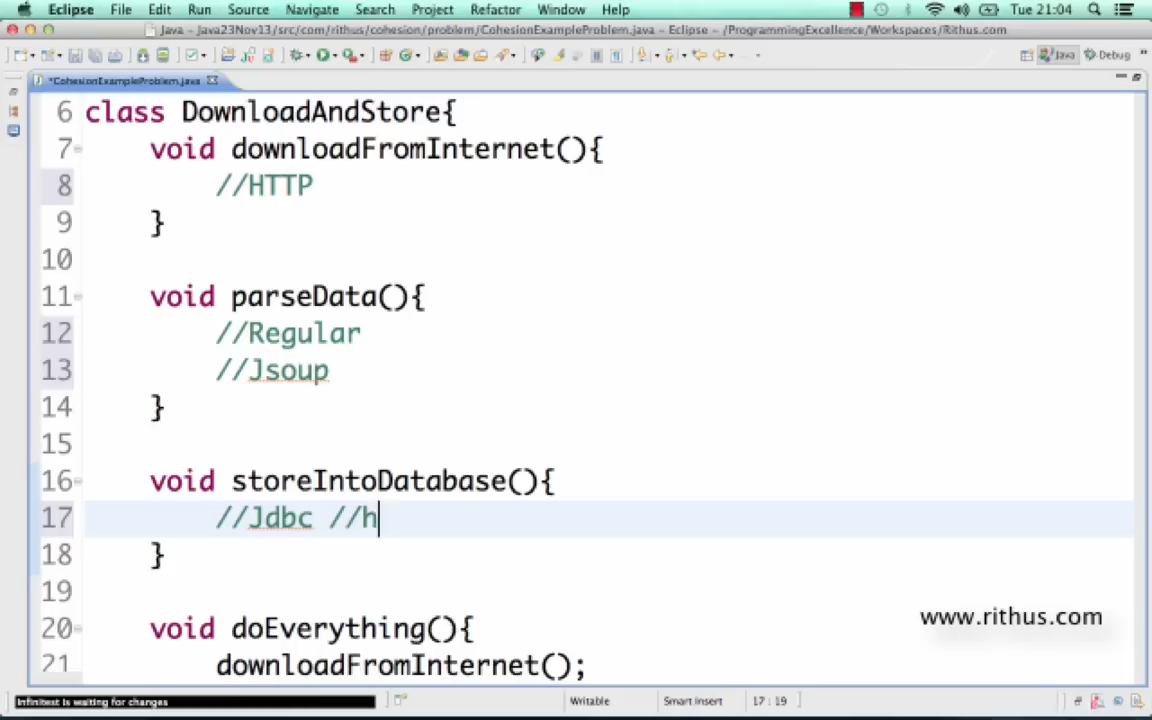 Eclipse File Edit Run Source Navigate Search Project Refactor Window Help Tue 21:04
Java - Java23Nov13/src/com/rithus/cohesion/problem/CohesionExampleProblem.java - Eclipse - /ProgrammingExcellence/Workspaces/Rithus.com
Java Debug
*CohesionExampleProblem.java
6 class DownloadAndStore{
7 void downloadFromInternet(){
8 //HTTP
9 }
10
11 void parseData(){
12 //Regular
13 //Jsoup
14 }
15
16 void storeIntoDatabase(){
17 //Jdbc //h
18 }
19
20 void doEverything(){
21 downloadFromInternet();
www.rithus.com
Infinitest is waiting for changes Writable Smart Insert 17:19